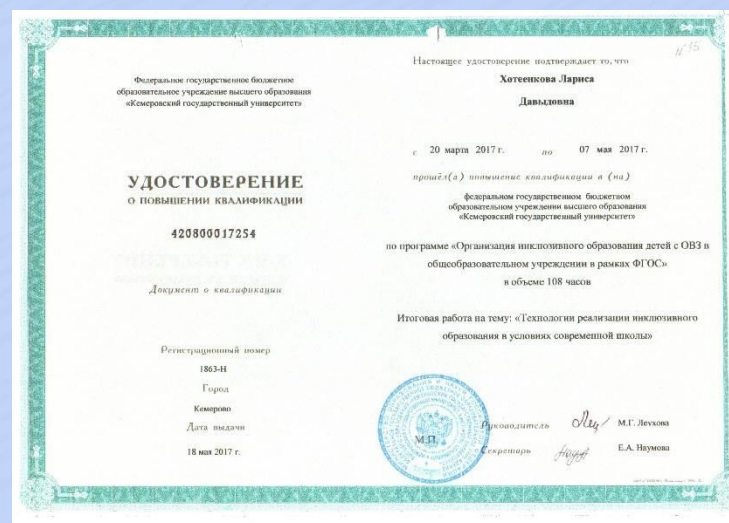 Федеральное государственное бюджетное
образовательное учреждение высшего образования
«Кемеровский государственный университет»
УДОСТОВЕРЕНИЕ
О ПОВЫШЕНИИ КВАЛИФИКАЦИИ
420800017254
Документ о квалификации
Регистрационный номер
1863-Н
Город
Кемерово
Дата выдачи
18 мая 2017 г.
Настоящее удостоверение подтверждает то, что
Хотеенкова Лариса
Давыдовна
с 20 марта 2017 г. по 07 мая 2017 г.
прошёл(а) повышение квалификации в (на)
федеральном государственном бюджетном
образовательном учреждении высшего образования
«Кемеровский государственный университет»
по программе «Организация инклюзивного образования детей с ОВЗ в
общеобразовательном учреждении в рамках ФГОС»
в объеме 108 часов
Итоговая работа на тему: «Технологии реализации инклюзивного
образования в условиях современной школы»
М.П.
Руководитель М.Г. Леухова
Секретарь Е.А. Наумова